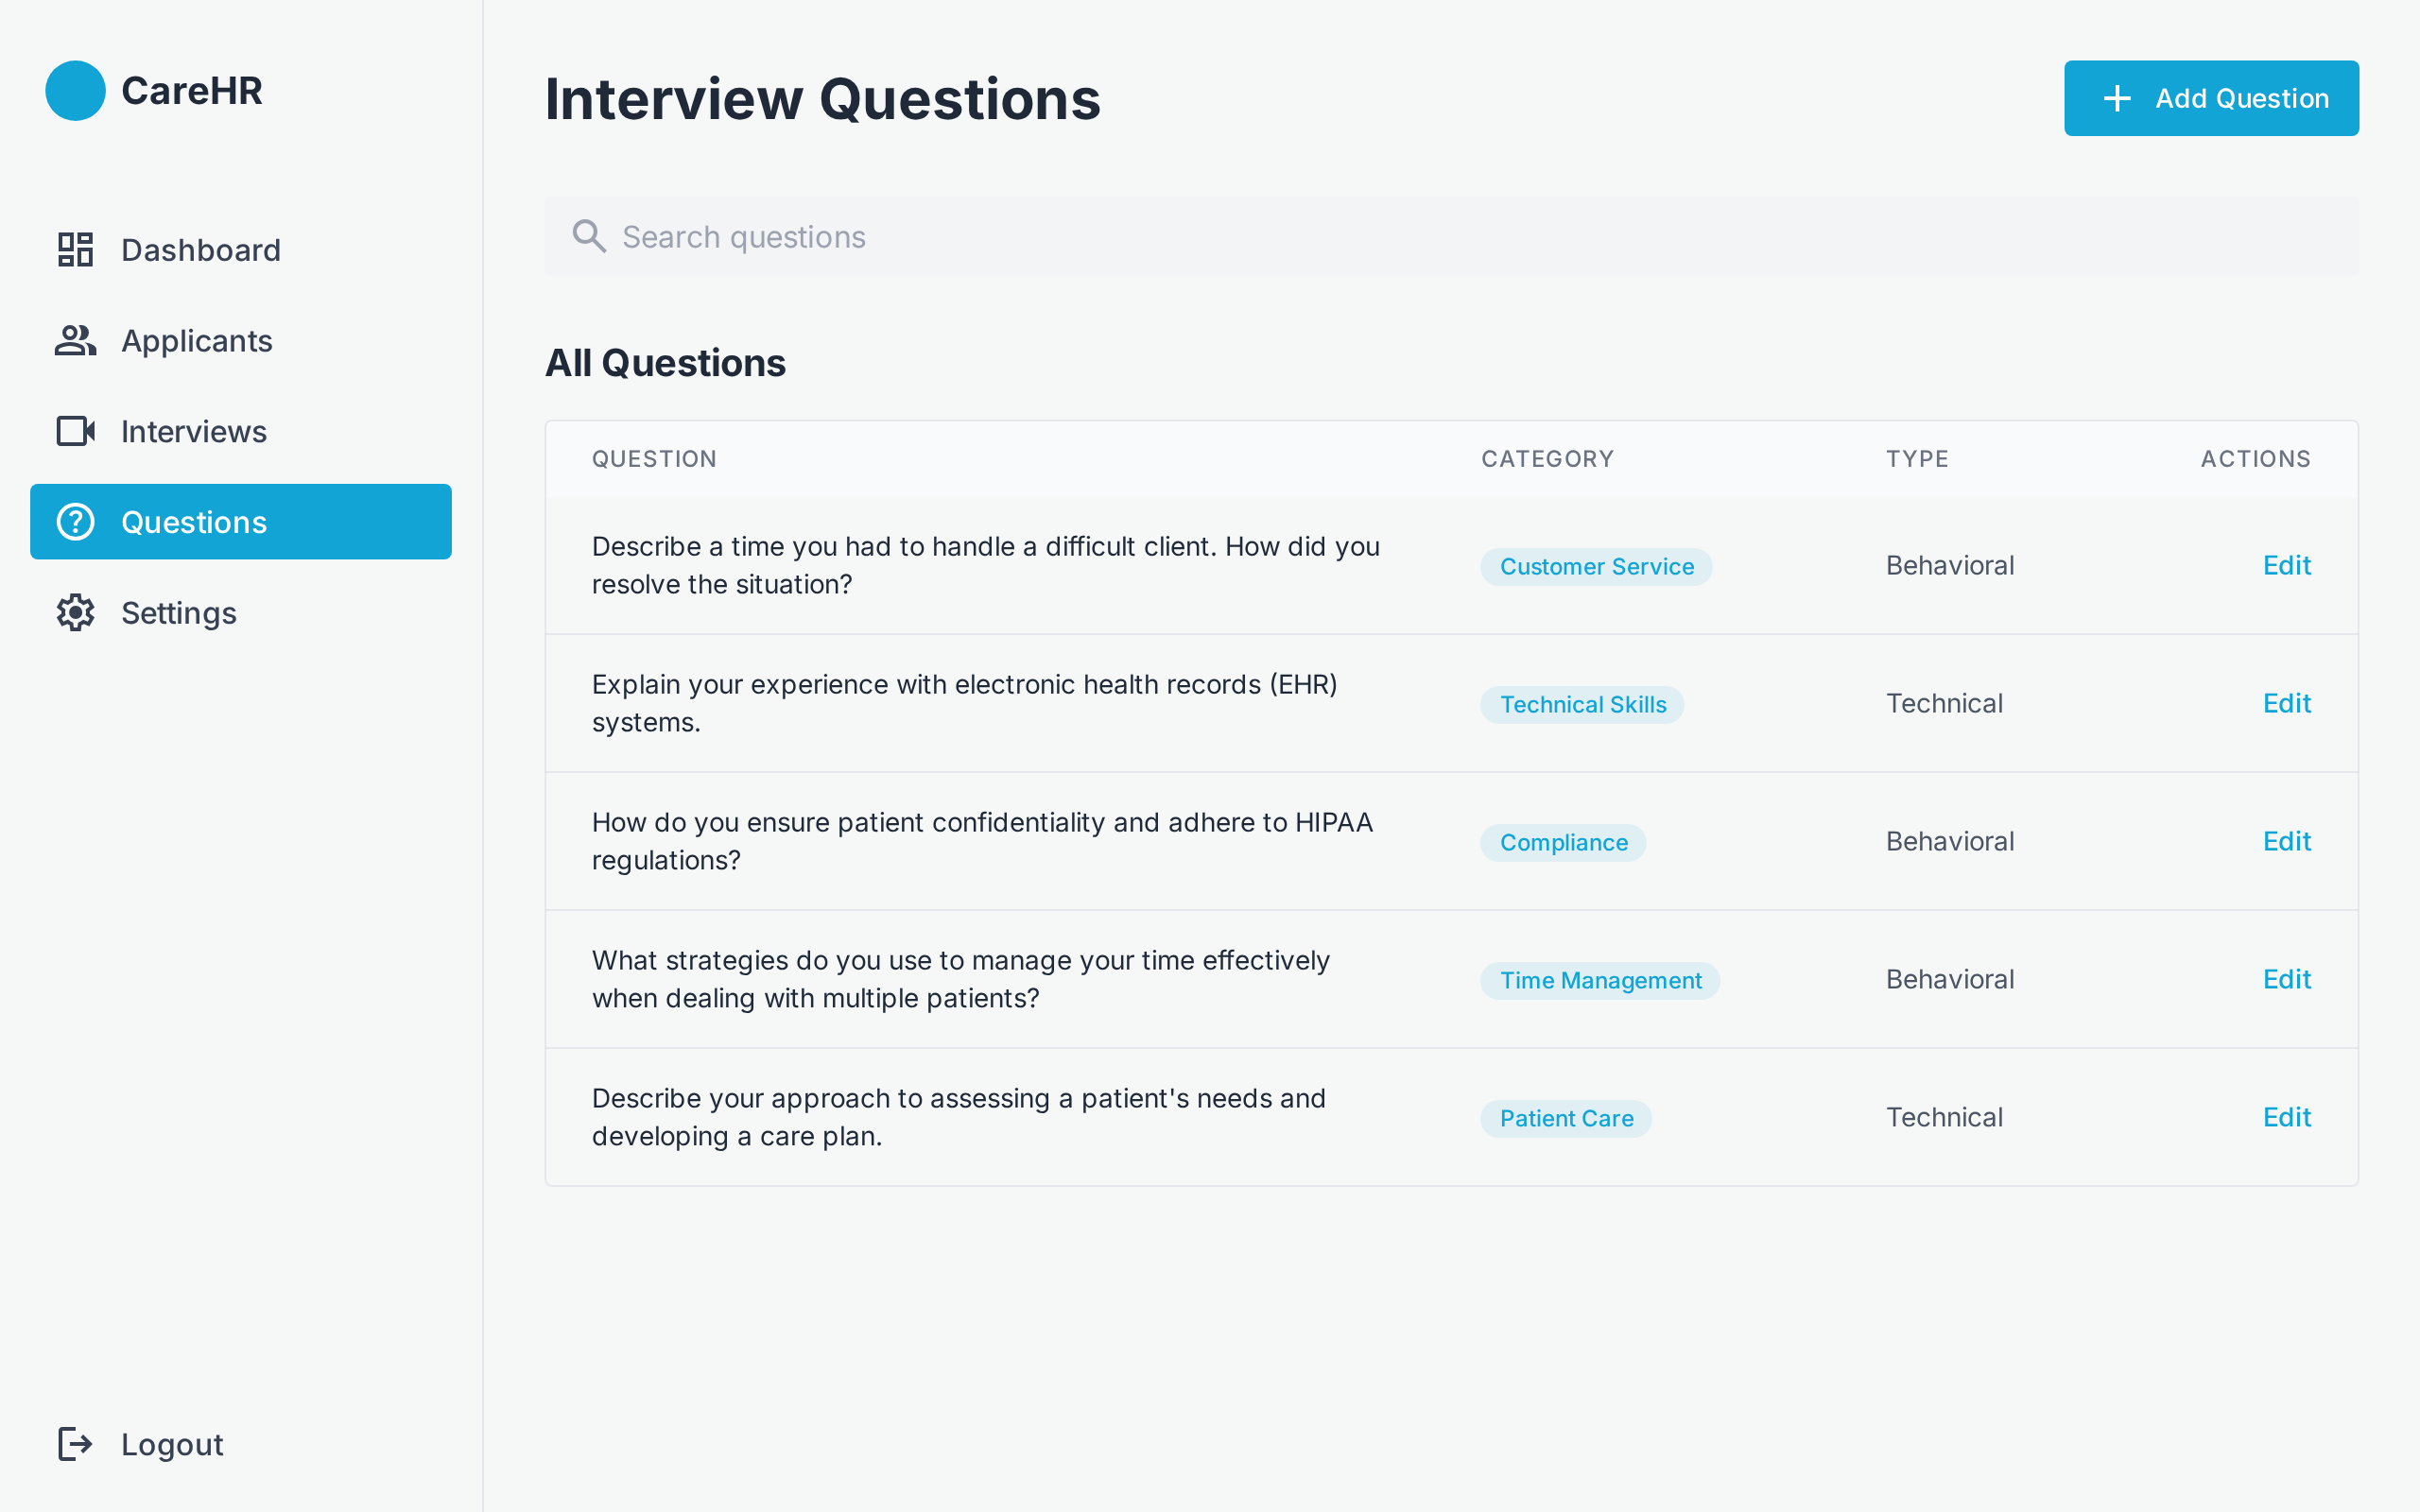 CareHR
Dashboard
Applicants
Interviews
Questions
Settings
Logout
Interview Questions
Add Question
Search questions
All Questions
QUESTION CATEGORY TYPE ACTIONS
Describe a time you had to handle a difficult client. How did you
resolve the situation?
Customer Service
Behavioral
Edit
Explain your experience with electronic health records (EHR)
systems.
Technical Skills
Technical
Edit
How do you ensure patient confidentiality and adhere to HIPAA
regulations?
Compliance
Behavioral
Edit
What strategies do you use to manage your time effectively
when dealing with multiple patients?
Time Management
Behavioral
Edit
Describe your approach to assessing a patient's needs and
developing a care plan.
Patient Care
Technical
Edit